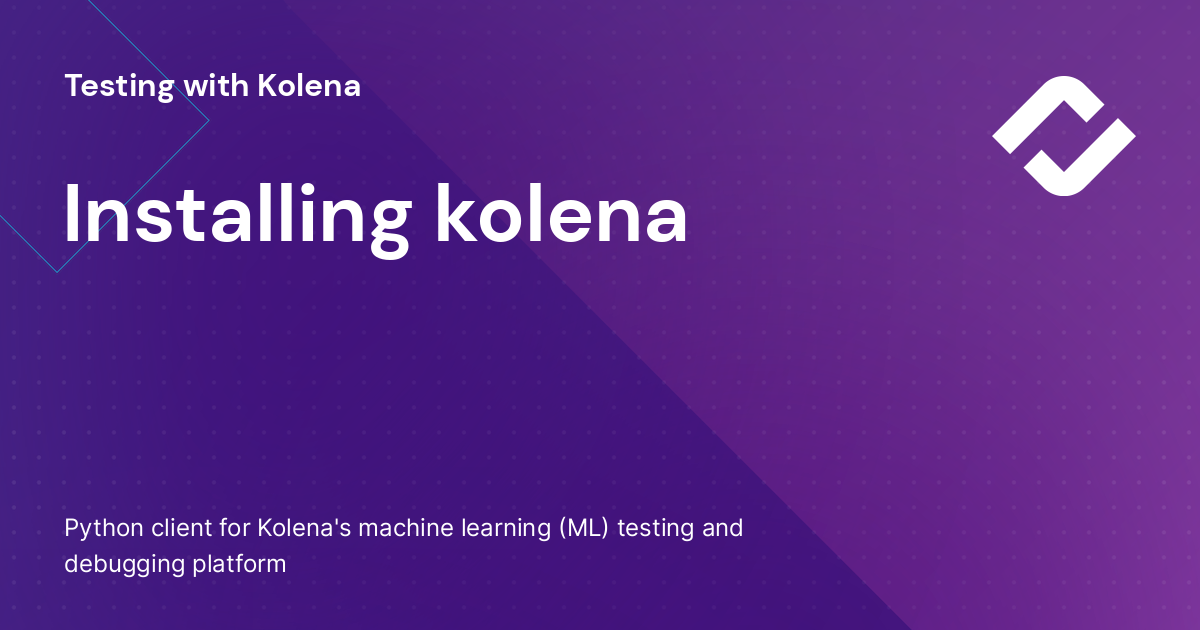 Testing with Kolena
Installing kolena
Python client for Kolena's machine learning (ML) testing and
debugging platform